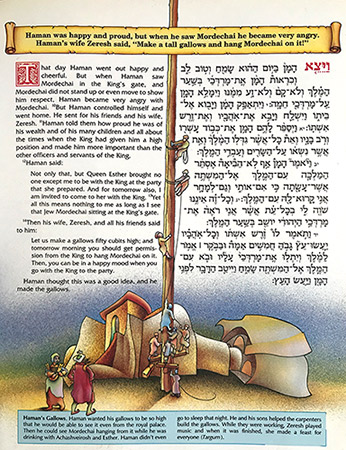 Haman was happy and proud, but when he saw Mordechai he became very angry.
Haman's wife Zeresh said, "Make a tall gallows and hang Mordechai on it!"
That day Haman went out happy and
cheerful. But when Haman saw
Mordechai in the King's gate, and
Mordechai did not stand up or even move to show
him respect, Haman became very angry with
Mordechai. ¹⁰But Haman controlled himself and
went home. He sent for his friends and his wife,
Zeresh. ¹¹Haman told them how proud he was of
his wealth and of his many children and all about
the times when the King had given him a high
position and made him more important than the
other officers and servants of the King.
¹²Haman said:
Not only that, but Queen Esther brought no
one except me to be with the King at the party
that she prepared. And for tomorrow also, I
am invited to come to her with the King. ¹³Yet
all this means nothing to me as long as I see
that Jew Mordechai sitting at the King's gate.
¹⁴Then his wife, Zeresh, and all his friends said
to him:
Let us make a gallows fifty cubits high; and
tomorrow morning you should get permis-
sion from the King to hang Mordechai on it.
Then, you can be in a happy mood when you
go with the King to the party.
Haman thought this was a good idea, and he
made the gallows.
וַיֵּצֵא הָמָן בַּיּוֹם הַהוּא שָׂמֵחַ וְטוֹב לֵב
וְכִרְאוֹת הָמָן אֶת־מָרְדֳּכַי בְּשַׁעַר
הַמֶּלֶךְ וְלֹא־קָם וְלֹא־זָע מִמֶּנּוּ וַיִּמָּלֵא הָמָן
עַל־מָרְדֳּכַי חֵמָה: וַיִּתְאַפַּק הָמָן וַיָּבוֹא אֶל־
בֵּיתוֹ וַיִּשְׁלַח וַיָּבֵא אֶת־אֹהֲבָיו וְאֶת־זֶרֶשׁ
אִשְׁתּוֹ: יא וַיְסַפֵּר לָהֶם הָמָן אֶת־כְּבוֹד עָשְׁרוֹ
וְרֹב בָּנָיו וְאֵת כָּל־אֲשֶׁר גִּדְּלוֹ הַמֶּלֶךְ וְאֵת
אֲשֶׁר נִשְּׂאוֹ עַל־הַשָּׂרִים וְעַבְדֵי הַמֶּלֶךְ:
יב וַיֹּאמֶר הָמָן אַף לֹא־הֵבִיאָה אֶסְתֵּר
הַמַּלְכָּה עִם־הַמֶּלֶךְ אֶל־הַמִּשְׁתֶּה
אֲשֶׁר־עָשָׂתָה כִּי אִם־אוֹתִי וְגַם־לְמָחָר
אֲנִי קָרוּא־לָהּ עִם־הַמֶּלֶךְ: יג וְכָל־זֶה אֵינֶנּוּ
שֹׁוֶה לִי בְּכָל־עֵת אֲשֶׁר אֲנִי רֹאֶה אֶת־
מָרְדֳּכַי הַיְּהוּדִי יוֹשֵׁב בְּשַׁעַר הַמֶּלֶךְ:
יד וַתֹּאמֶר לוֹ זֶרֶשׁ אִשְׁתּוֹ וְכָל־אֹהֲבָיו
יַעֲשׂוּ־עֵץ גָּבֹהַּ חֲמִשִּׁים אַמָּה וּבַבֹּקֶר אֱמֹר
לַמֶּלֶךְ וְיִתְלוּ אֶת־מָרְדֳּכַי עָלָיו וּבֹא עִם־
הַמֶּלֶךְ אֶל־הַמִּשְׁתֶּה שָׂמֵחַ וַיִּיטַב הַדָּבָר לִפְנֵי
הָמָן וַיַּעַשׂ הָעֵץ:
Haman's Gallows. Haman wanted his gallows to be so high
that he would be able to see it even from the royal palace.
Then he could see Mordechai hanging from it while he was
drinking with Achashveirosh and Esther. Haman didn't even
go to sleep that night. He and his sons helped the carpenters
build the gallows. While they were working, Zeresh played
music and when it was finished, she made a feast for
everyone (Targum).